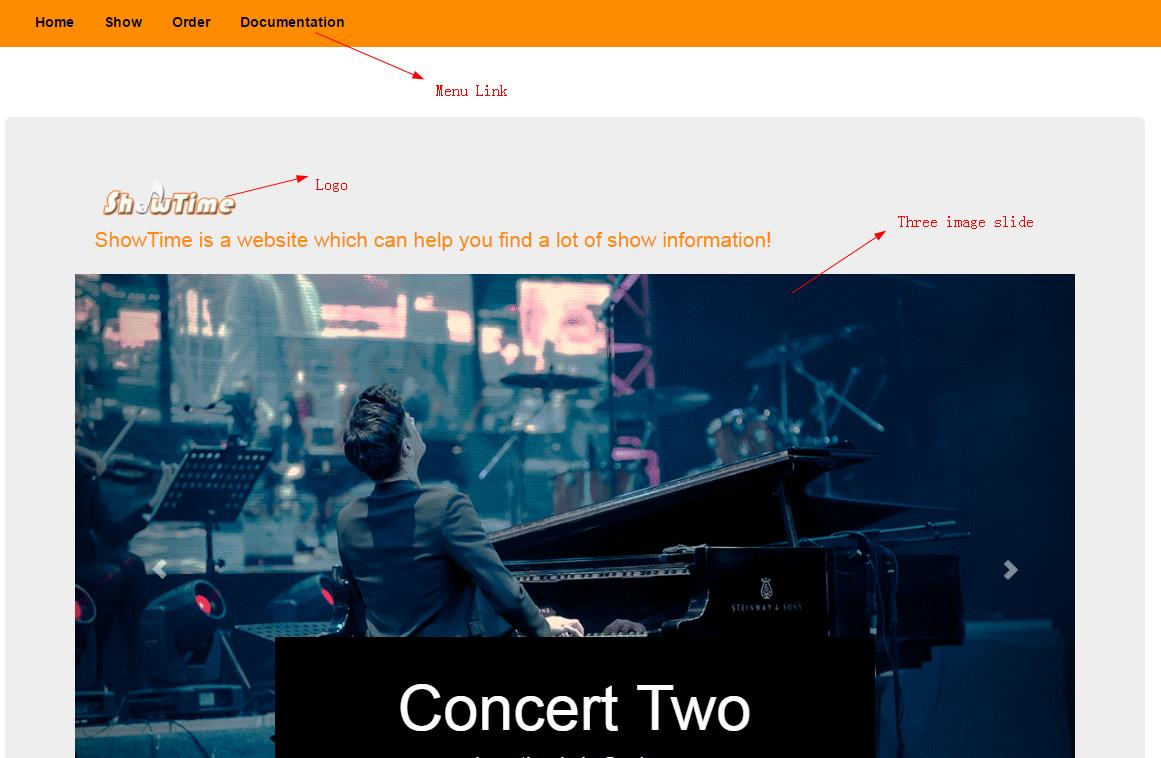 Home Show Order Documentation
Menu Link
ShowTime
Logo
Three image slide
ShowTime is a website which can help you find a lot of show information!
STEINWAY & SONS
Concert Two